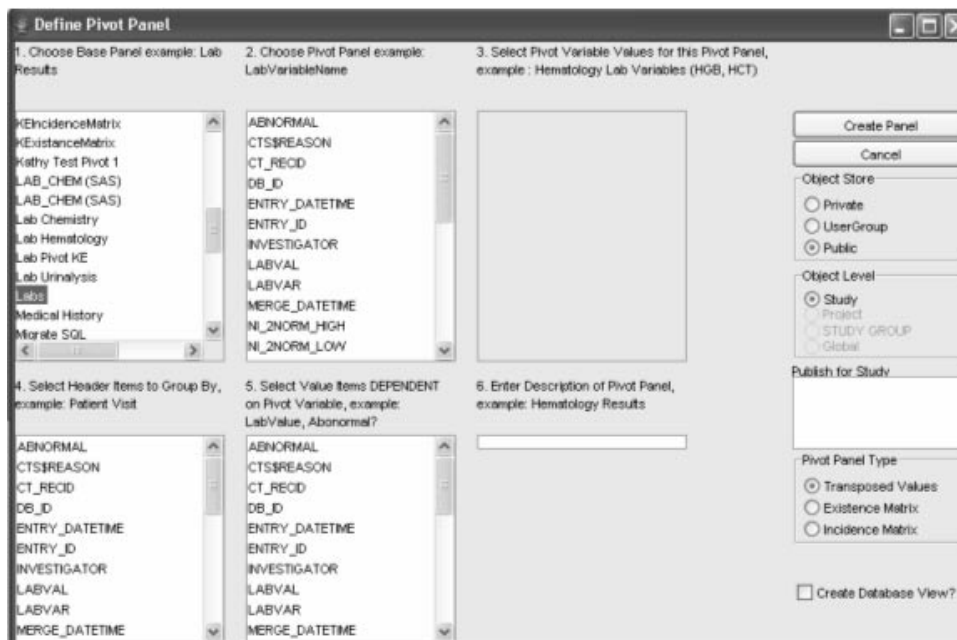 Define Pivot Panel
1. Choose Base Panel example: Lab
Results
2. Choose Pivot Panel example:
LabVariableName
3. Select Pivot Variable Values for this Pivot Panel,
example : Hematology Lab Variables (HGB, HCT)
KEIncidenceMatrix
KExistanceMatrix
Kathy Test Pivot 1
LAB_CHEM (SAS)
LAB_CHEM (SAS)
Lab Chemistry
Lab Hematology
Lab Pivot KE
Lab Urinalysis
Labs
Medical History
Migrate SQL
ABNORMAL
CTS$REASON
CT_RECID
DB_ID
ENTRY_DATETIME
ENTRY_ID
INVESTIGATOR
LABVAL
LABVAR
MERGE_DATETIME
NI_2NORM_HIGH
NI_2NORM_LOW
Create Panel
Cancel
Object Store
Private
UserGroup
Public
Object Level
Study
Project
STUDY GROUP
Global
Publish for Study
4. Select Header Items to Group By,
example: Patient Visit
5. Select Value Items DEPENDENT
on Pivot Variable, example:
LabValue, Abonormal?
6. Enter Description of Pivot Panel,
example: Hematology Results
ABNORMAL
CTS$REASON
CT_RECID
DB_ID
ENTRY_DATETIME
ENTRY_ID
INVESTIGATOR
LABVAL
LABVAR
MERGE_DATETIME
ABNORMAL
CTS$REASON
CT_RECID
DB_ID
ENTRY_DATETIME
ENTRY_ID
INVESTIGATOR
LABVAL
LABVAR
MERGE_DATETIME
Pivot Panel Type
Transposed Values
Existence Matrix
Incidence Matrix
Create Database View?